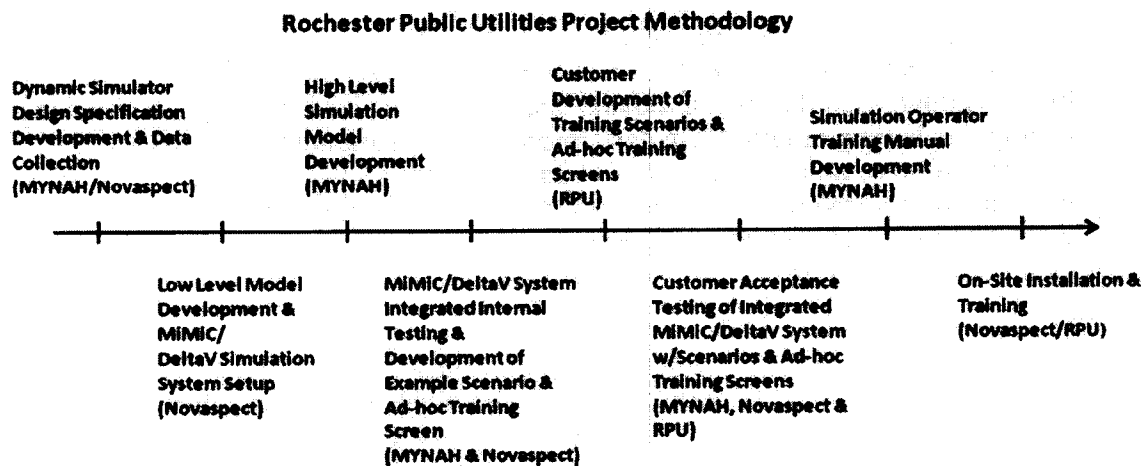 Rochester Public Utilities Project Methodology
Dynamic Simulator
Design Specification
Development & Data
Collection
(MYNAH/Novaspect)
High Level
Simulation
Model
Development
(MYNAH)
Customer
Development of
Training Scenarios &
Ad-hoc Training
Screens
(RPU)
Simulation Operator
Training Manual
Development
(MYNAH)
Low Level Model
Development &
MiMiC/
DeltaV Simulation
System Setup
(Novaspect)
MiMiC/DeltaV System
Integrated Internal
Testing &
Development of
Example Scenario &
Ad-hoc Training
Screen
(MYNAH & Novaspect)
Customer Acceptance
Testing of Integrated
MiMiC/DeltaV System
w/Scenarios & Ad-hoc
Training Screens
(MYNAH, Novaspect &
RPU)
On-Site Installation &
Training
(Novaspect/RPU)